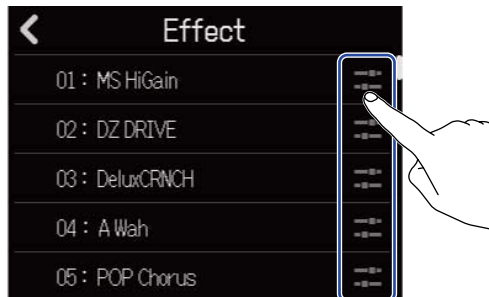 Effect
01: MS HiGain
02: DZ DRIVE
03: DeluxCRNCH
04: A Wah
05: POP Chorus